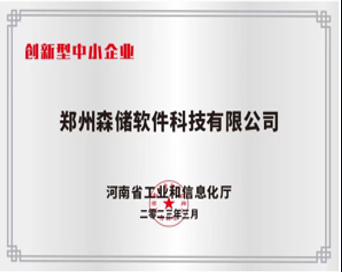 创新型中小企业
郑州森储软件科技有限公司
河南省工业和信息化厅
二零二三年三月